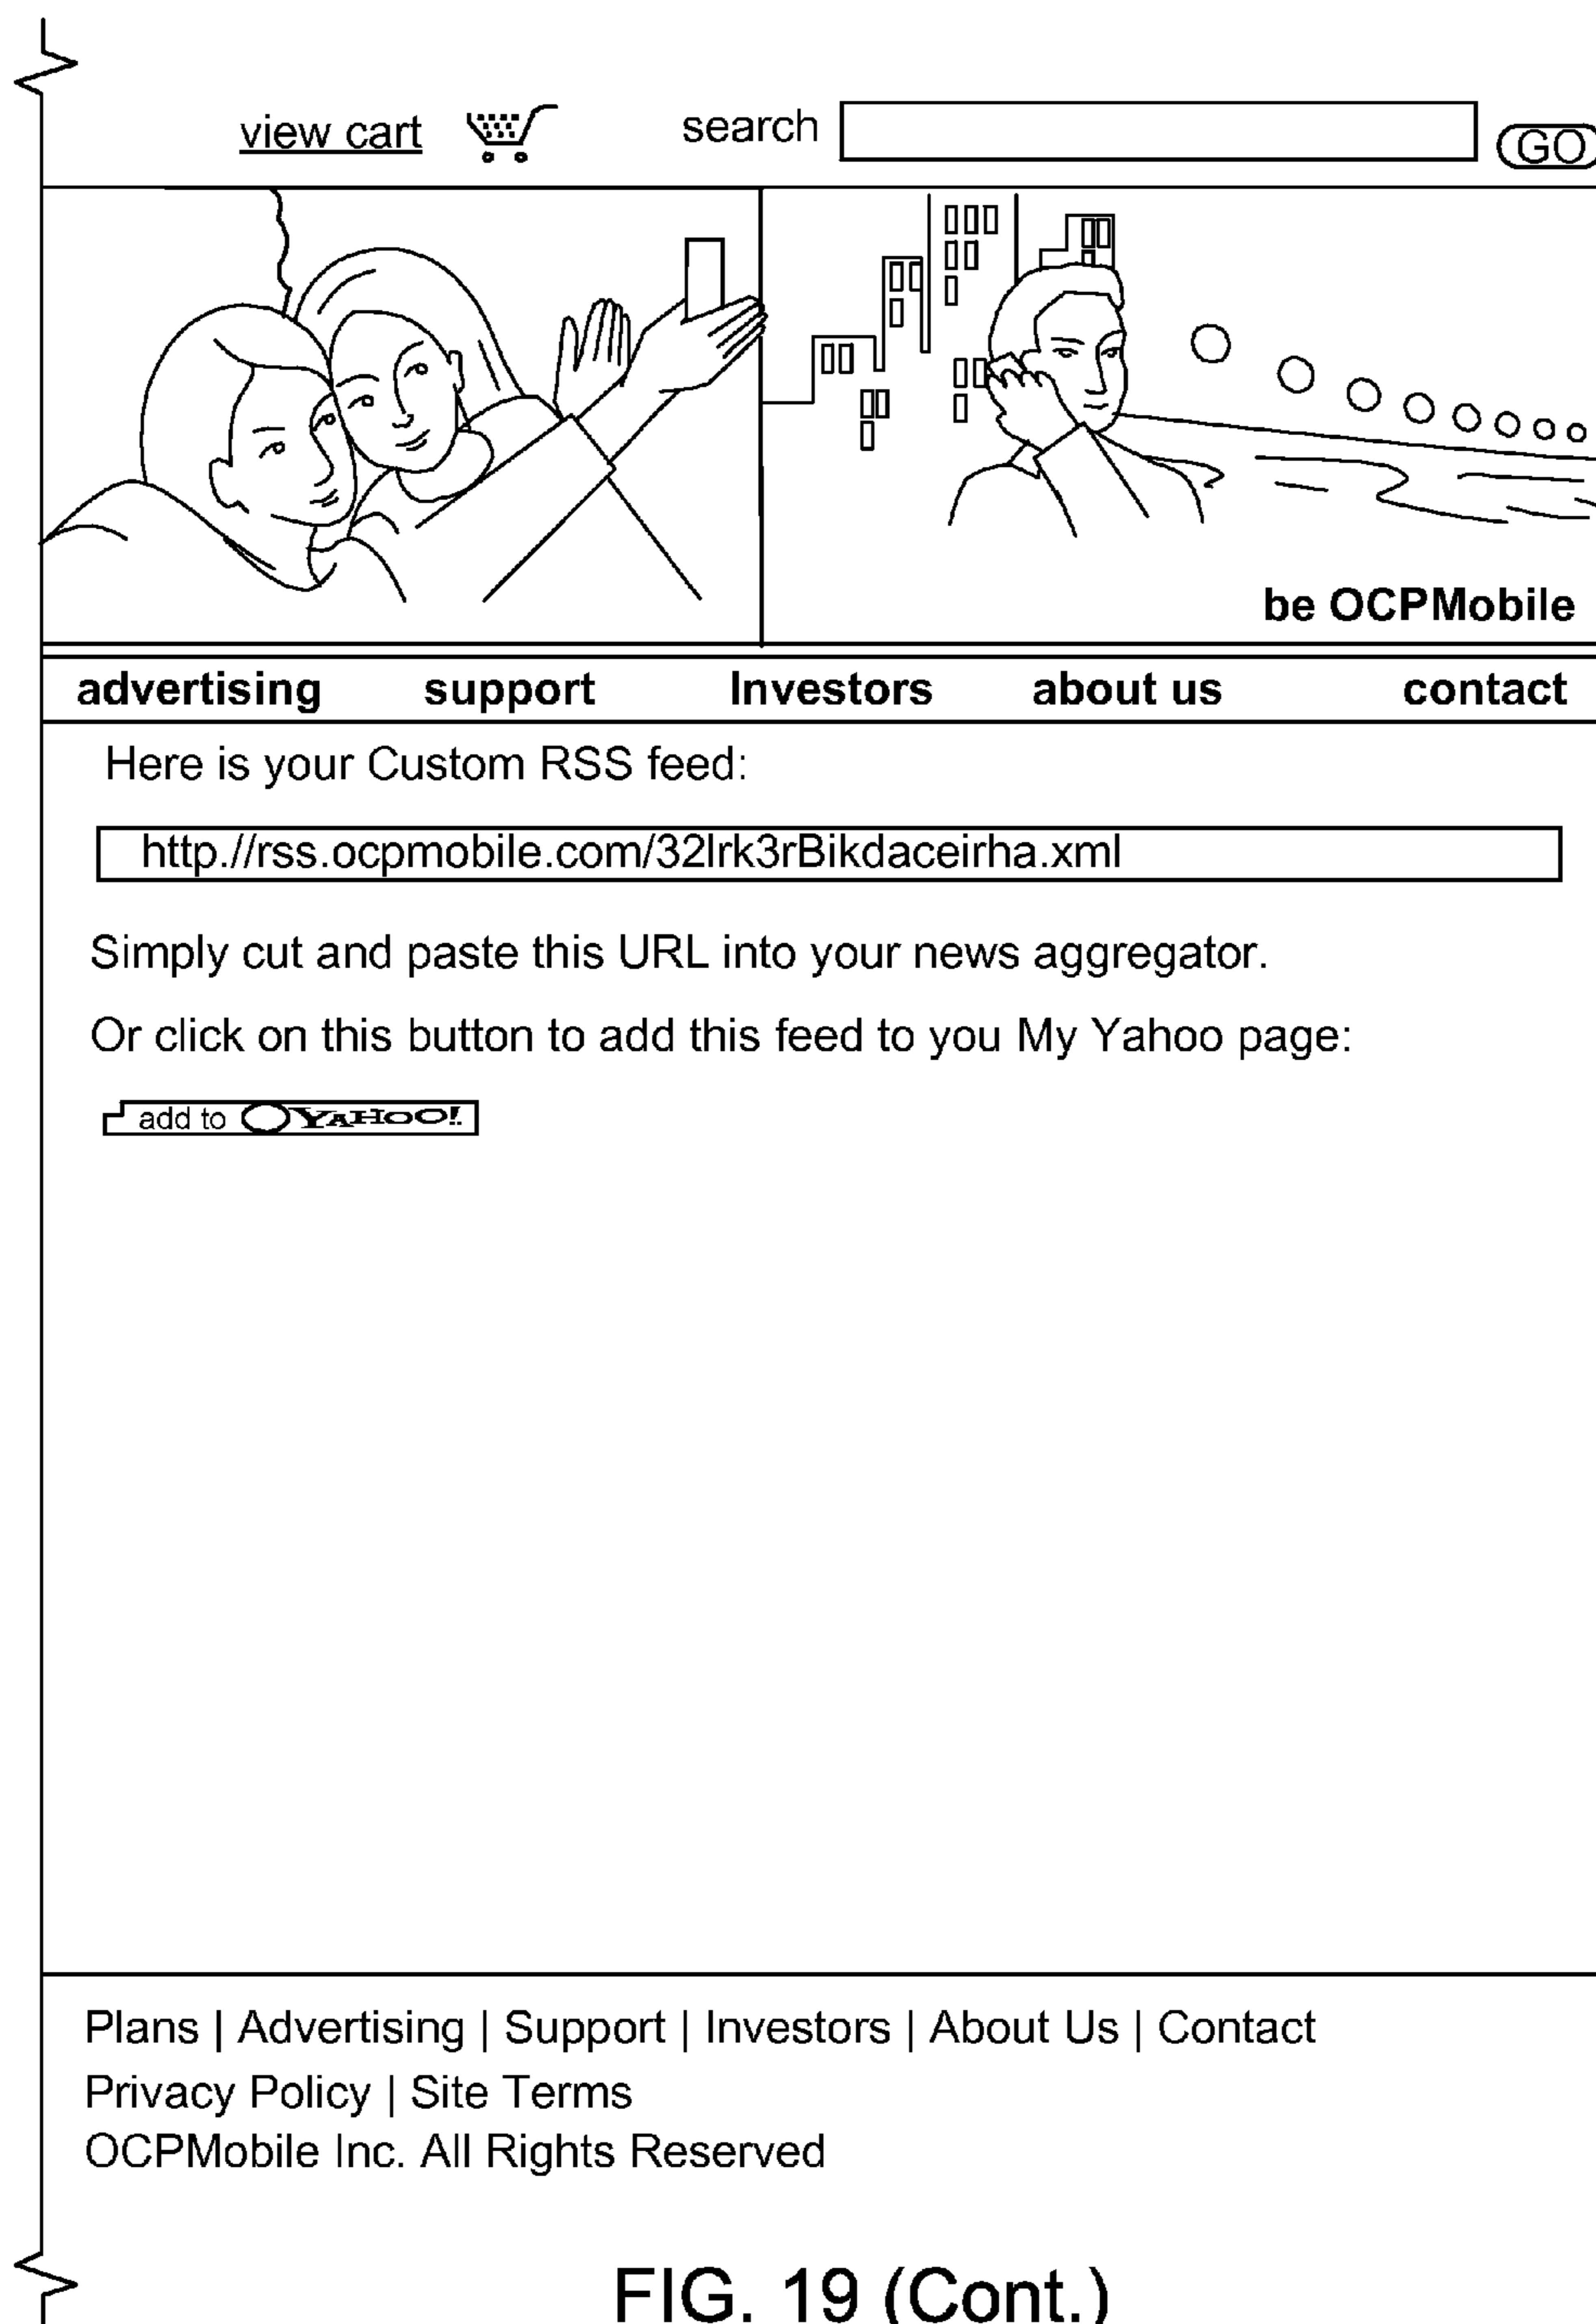 view cart search GO
be OCPMobile
advertising support Investors about us contact
Here is your Custom RSS feed:
http.//rss.ocpmobile.com/32lrk3rBikdaceirha.xml
Simply cut and paste this URL into your news aggregator.
Or click on this button to add this feed to you My Yahoo page:
add to YAHOO!
Plans | Advertising | Support | Investors | About Us | Contact
Privacy Policy | Site Terms
OCPMobile Inc. All Rights Reserved
FIG. 19 (Cont.)